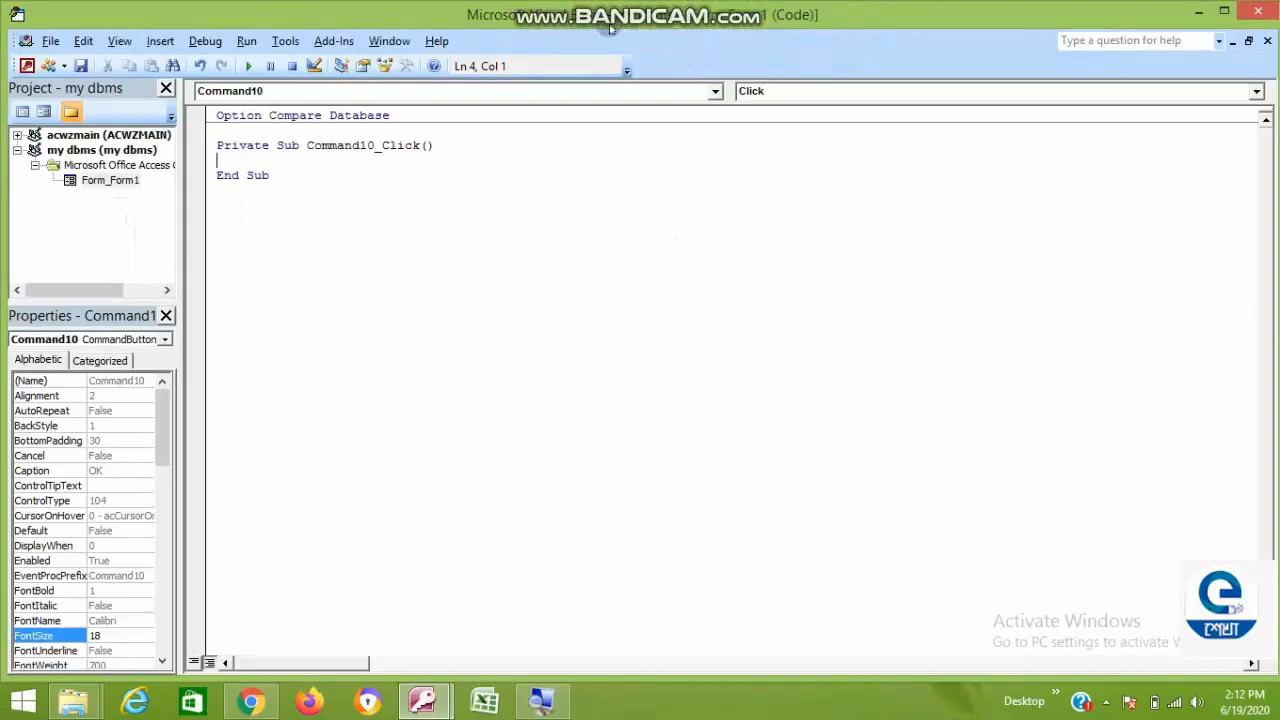 Microsoft Vi
1 (Code)]
www.BANDICAM.com
File Edit View Insert Debug Run Tools Add-Ins Window Help
Type a question for help
Ln 4, Col 1
Project - my dbms
Command10
Click
acwzmain (ACWZMAIN)
my dbms (my dbms)
Microsoft Office Access C
Form_Form1
Option Compare Database
Private Sub Command10_Click()
End Sub
Properties - Command1
Command10 CommandButton
Alphabetic Categorized
(Name) Command10
Alignment 2
AutoRepeat False
BackStyle 1
BottomPadding 30
Cancel False
Caption OK
ControlTipText
ControlType 104
CursorOnHover 0 - acCursorOn
Default False
DisplayWhen 0
Enabled True
EventProcPrefix Command10
FontBold 1
FontItalic False
FontName Calibri
FontSize 18
FontUnderline False
FontWeight 700
Activate Windows
Go to PC settings to activate W
শেখা
Desktop
2:12 PM
6/19/2020